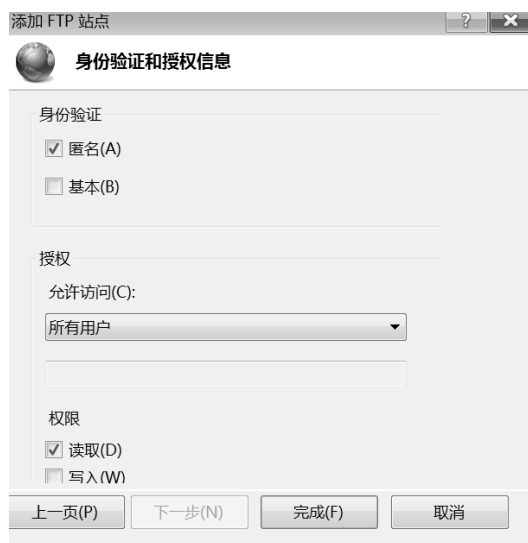 添加 FTP 站点
身份验证和授权信息
身份验证
匿名(A)
基本(B)
授权
允许访问(C):
所有用户
权限
读取(D)
写入(W)
上一页(P) 下一步(N) 完成(F) 取消